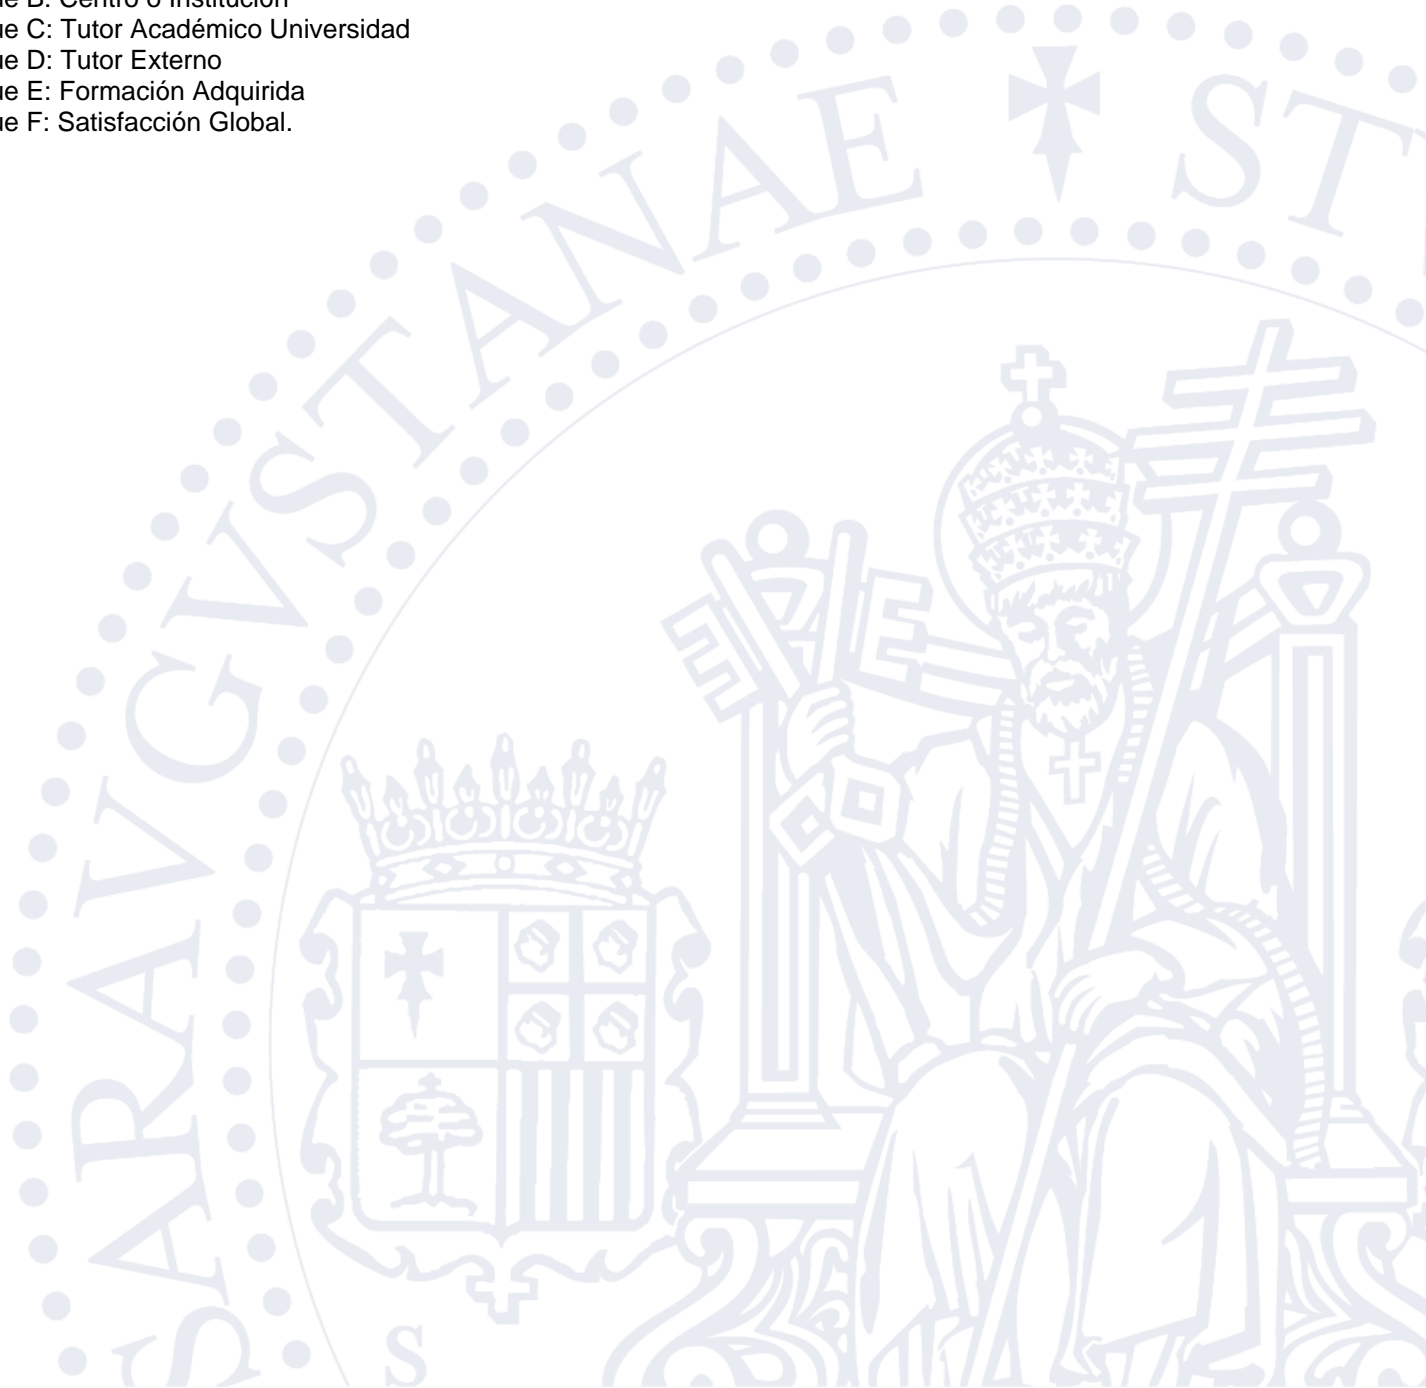 ue B: Centro o Institución
ue C: Tutor Académico Universidad
ue D: Tutor Externo
ue E: Formación Adquirida
ue F: Satisfacción Global.
SARAVGVSTANAE ST
S